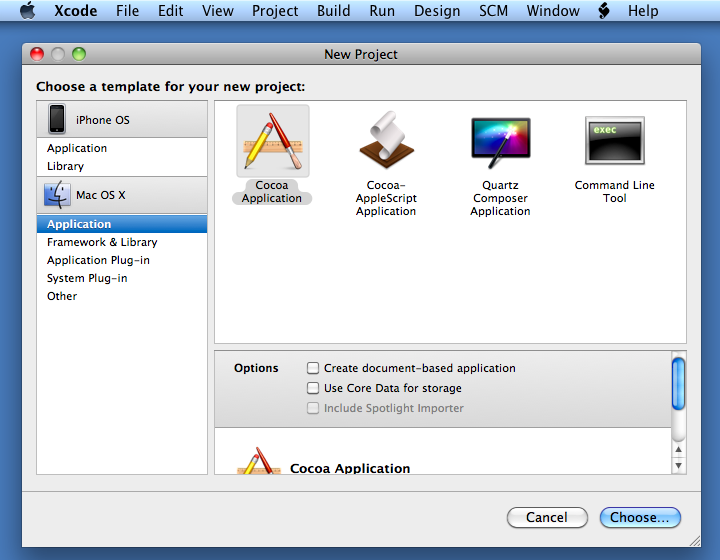 Xcode File Edit View Project Build Run Design SCM Window Help
New Project
Choose a template for your new project:
iPhone OS
Application
Library
Mac OS X
Application
Framework & Library
Application Plug-in
System Plug-in
Other
Cocoa
Application
Cocoa-
AppleScript
Application
Quartz
Composer
Application
exec
Command Line
Tool
Options
Create document-based application
Use Core Data for storage
Include Spotlight Importer
Cocoa Application
Cancel
Choose...